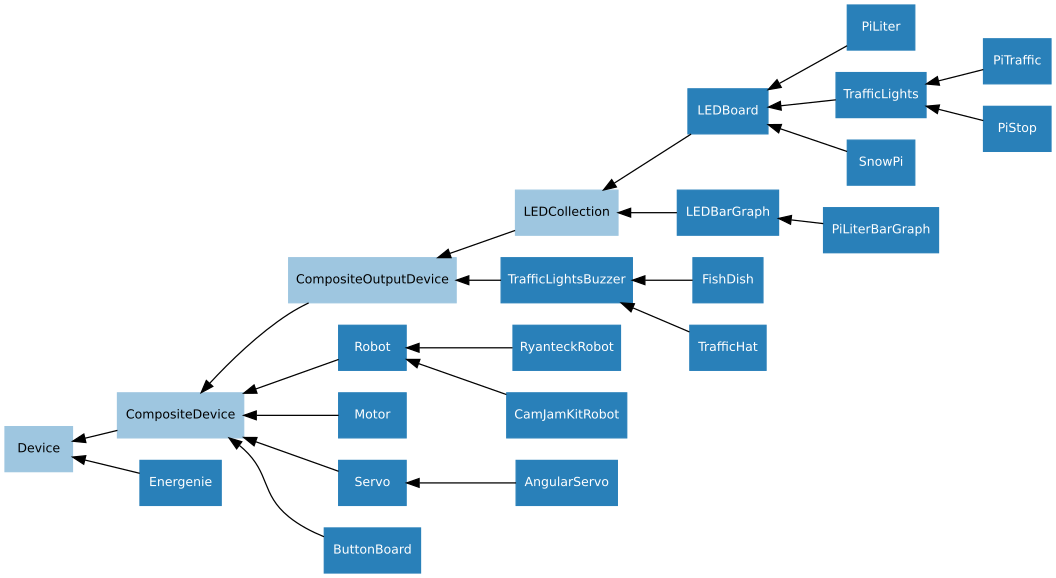 PiLiter
PiTraffic
TrafficLights
LEDBoard
PiStop
SnowPi
LEDCollection
LEDBarGraph
PiLiterBarGraph
CompositeOutputDevice
TrafficLightsBuzzer
FishDish
Robot
RyanteckRobot
TrafficHat
CompositeDevice
Motor
CamJamKitRobot
Device
Energenie
Servo
AngularServo
ButtonBoard